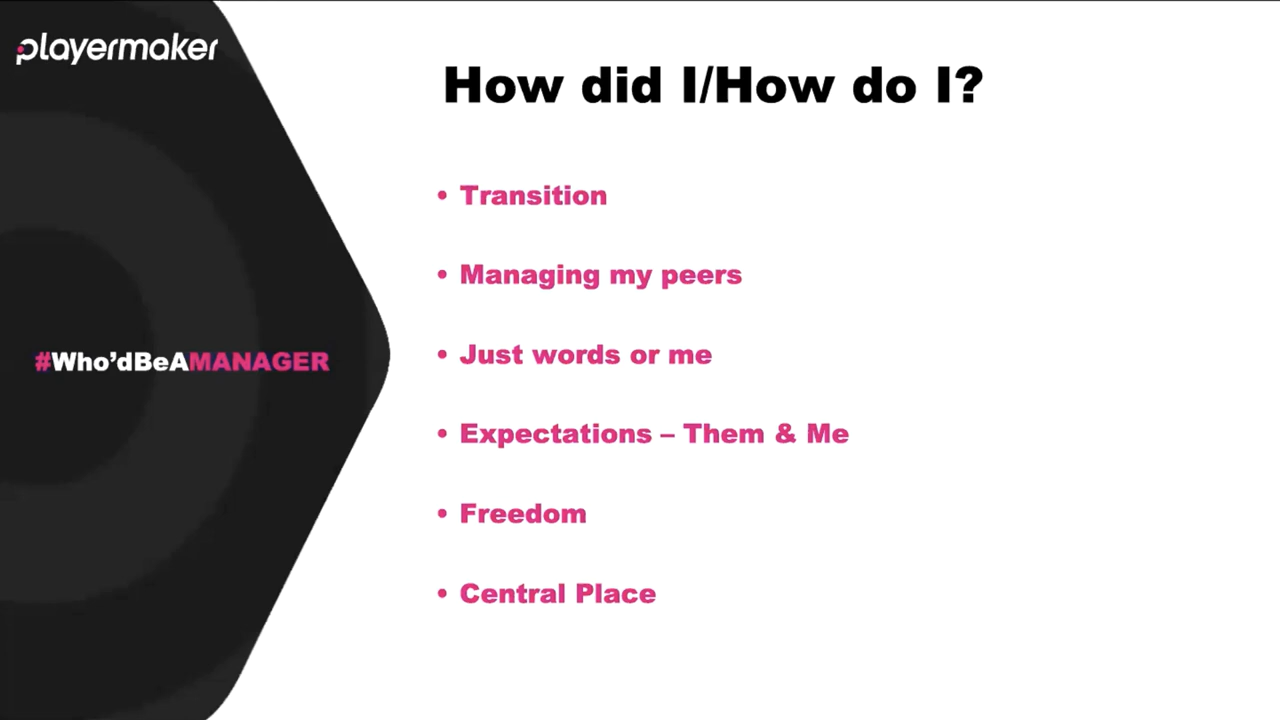 playermaker
How did I/How do I?
• Transition
• Managing my peers
• Just words or me
• Expectations – Them & Me
• Freedom
• Central Place
#Who’dBeAMANAGER